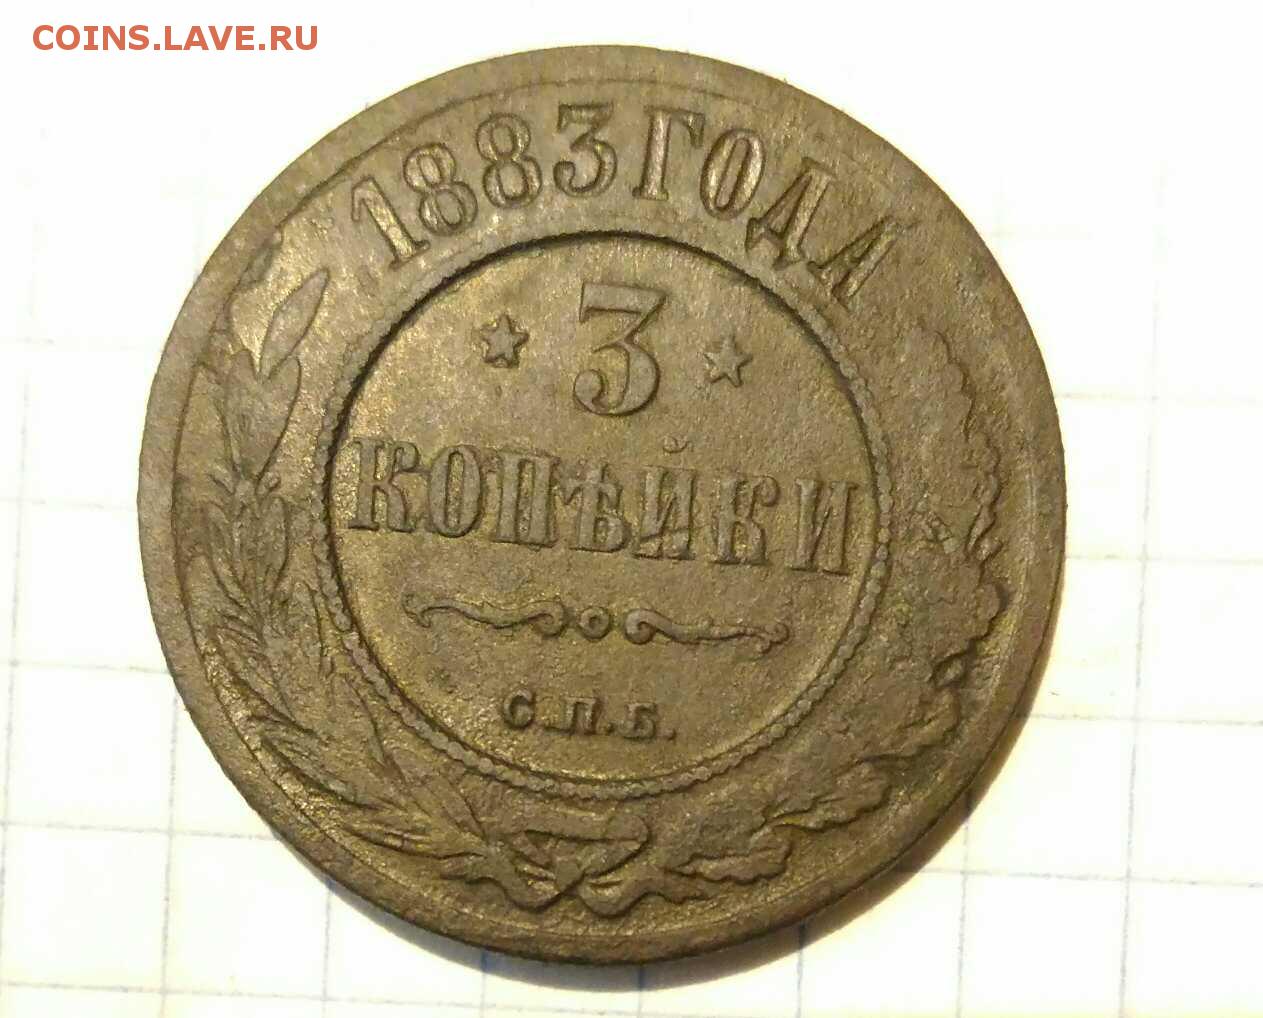 COINS.LAVE.RU
1883 ГОДА
3
КОПѢЙКИ
С.П.Б.